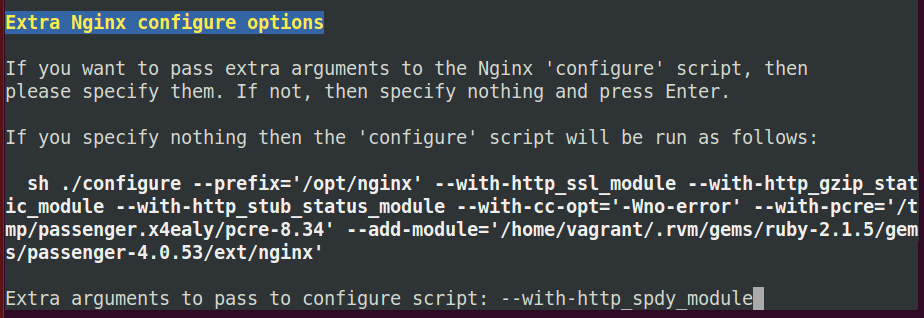 Extra Nginx configure options
If you want to pass extra arguments to the Nginx 'configure' script, then
please specify them. If not, then specify nothing and press Enter.
If you specify nothing then the 'configure' script will be run as follows:
sh ./configure --prefix='/opt/nginx' --with-http_ssl_module --with-http_gzip_stat
ic_module --with-http_stub_status_module --with-cc-opt='-Wno-error' --with-pcre='/t
mp/passenger.x4ealy/pcre-8.34' --add-module='/home/vagrant/.rvm/gems/ruby-2.1.5/gem
s/passenger-4.0.53/ext/nginx'
Extra arguments to pass to configure script: --with-http_spdy_module